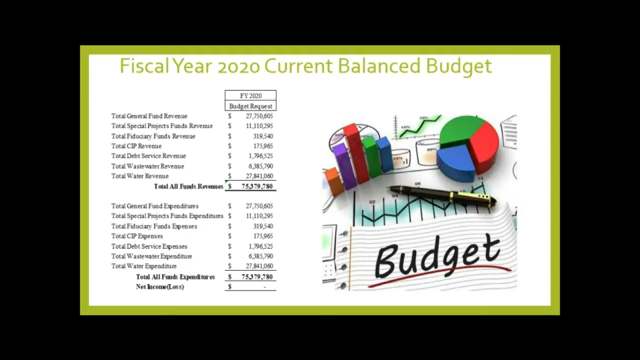 Fiscal Year 2020 Current Balanced Budget
FY 2020
Budget Request
Total General Fund Revenue $ 27,750,605
Total Special Projects Funds Revenue $ 11,110,295
Total Fiduciary Funds Revenue $ 319,540
Total CIP Revenue $ 175,965
Total Debt Service Revenue $ 1,796,525
Total Wastewater Revenue $ 6,385,790
Total Water Revenue $ 27,841,060
Total All Funds Revenues $ 75,379,780
Total General Fund Expenditures $ 27,750,605
Total Special Projects Funds Expenditures $ 11,110,295
Total Fiduciary Funds Expenses $ 319,540
Total CIP Expenses $ 175,965
Total Debt Service Expenses $ 1,796,525
Total Wastewater Expenditure $ 6,385,790
Total Water Expenditure $ 27,841,060
Total All Funds Expenditures $ 75,379,780
Net Income(Loss) $ -
Budget